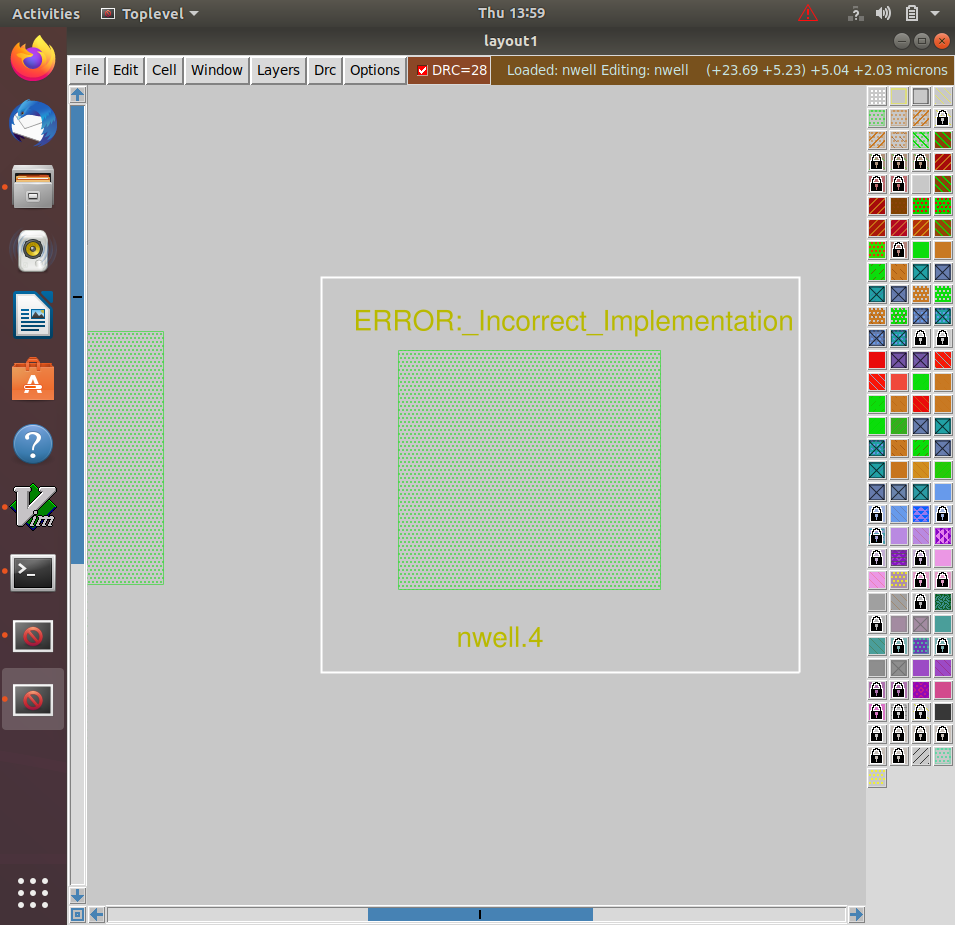 Activities
Toplevel
Thu 13:59
?
layout1
File Edit Cell Window Layers Drc Options DRC=28 Loaded: nwell Editing: nwell (+23.69 +5.23) +5.04 +2.03 microns
ERROR:_Incorrect_Implementation
nwell.4
A
?
Vim
>_